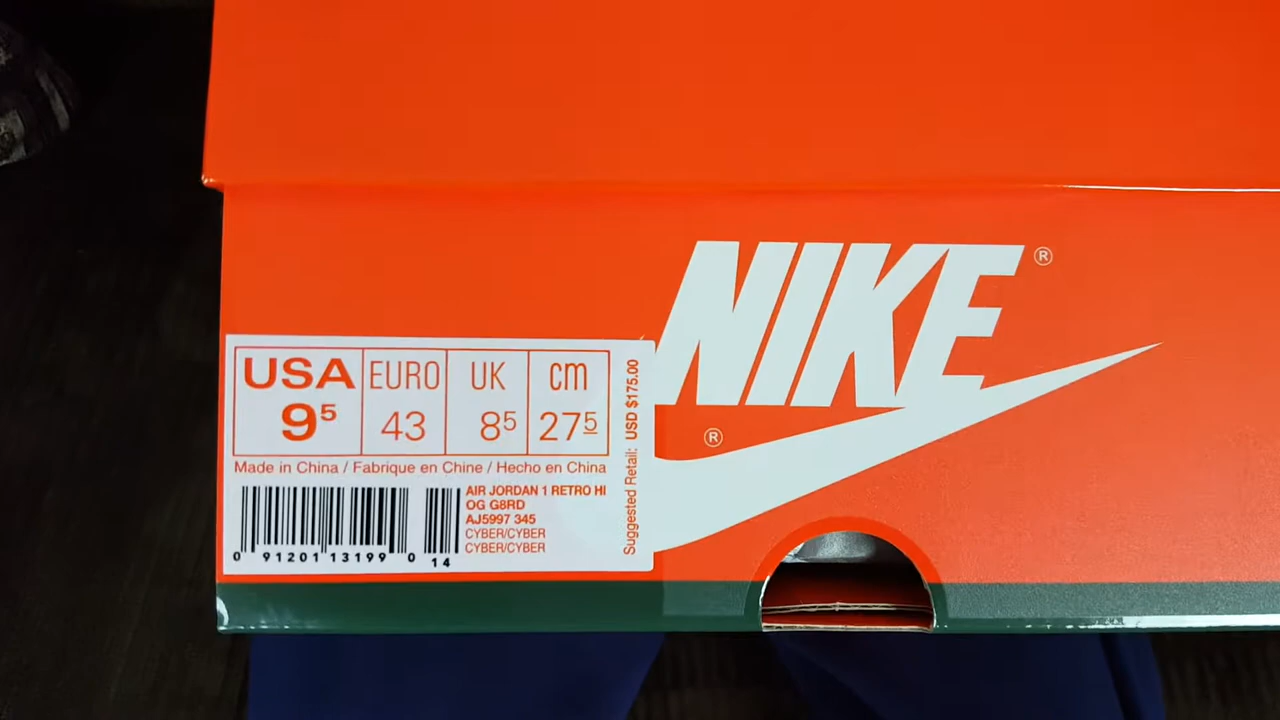 NIKE ®
®
USA EURO UK cm
95 43 85 275
Made in China / Fabrique en Chine / Hecho en China
AIR JORDAN 1 RETRO HI
OG G8RD
AJ5997 345
CYBER/CYBER
CYBER/CYBER
0 91201 13199 0 14
Suggested Retail: USD $175.00